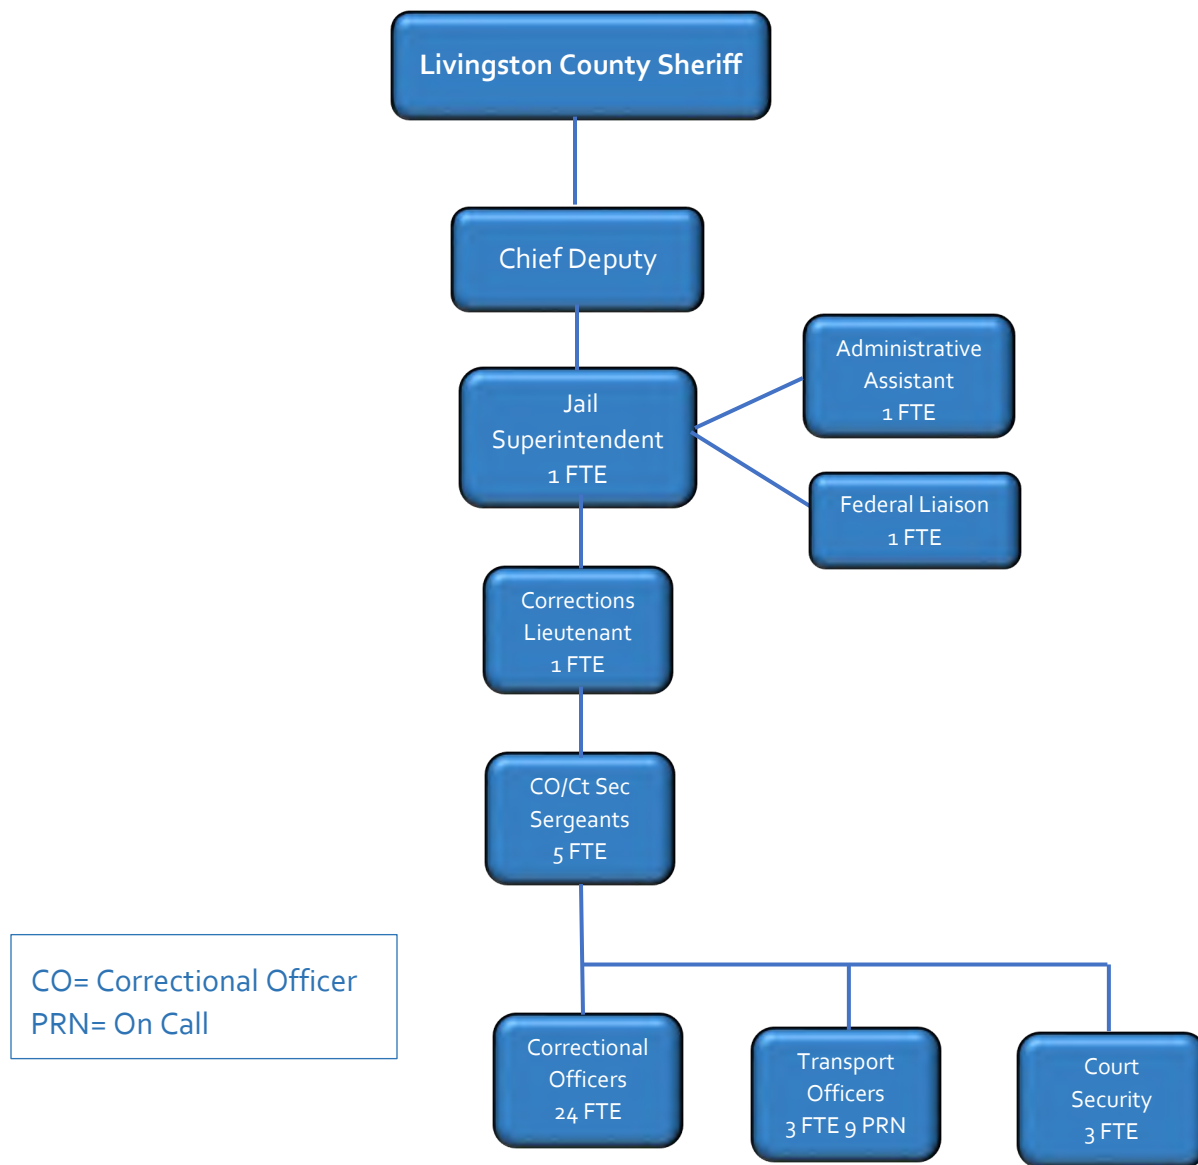 Livingston County Sheriff
Chief Deputy
Administrative
Assistant
1 FTE
Jail
Superintendent
1 FTE
Federal Liaison
1 FTE
Corrections
Lieutenant
1 FTE
CO/Ct Sec
Sergeants
5 FTE
CO= Correctional Officer
PRN= On Call
Correctional
Officers
24 FTE
Transport
Officers
3 FTE 9 PRN
Court
Security
3 FTE